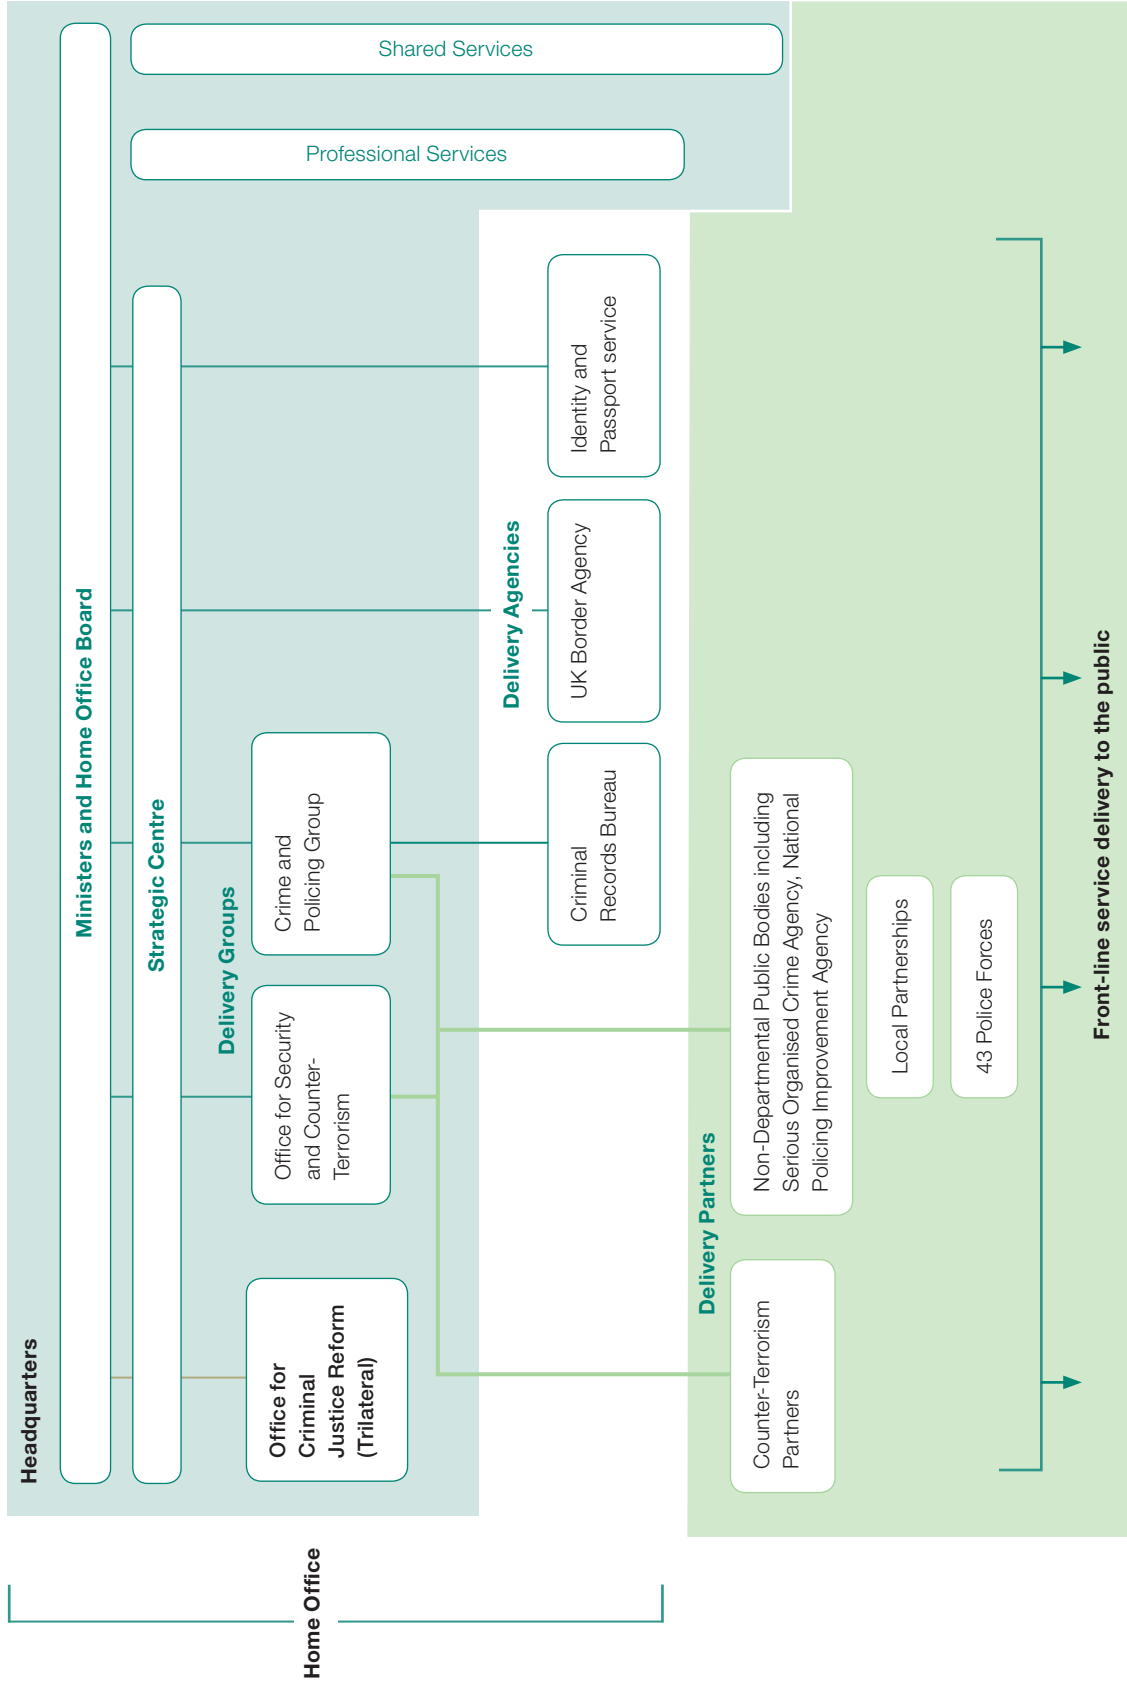 Headquarters
Ministers and Home Office Board
Strategic Centre
Shared Services
Professional Services
Delivery Groups
Office for
Criminal
Justice Reform
(Trilateral)
Office for Security
and Counter-
Terrorism
Crime and
Policing Group
Home Office
Delivery Agencies
Criminal
Records Bureau
UK Border Agency
Identity and
Passport service
Delivery Partners
Counter-Terrorism
Partners
Non-Departmental Public Bodies including
Serious Organised Crime Agency, National
Policing Improvement Agency
Local Partnerships
43 Police Forces
Front-line service delivery to the public